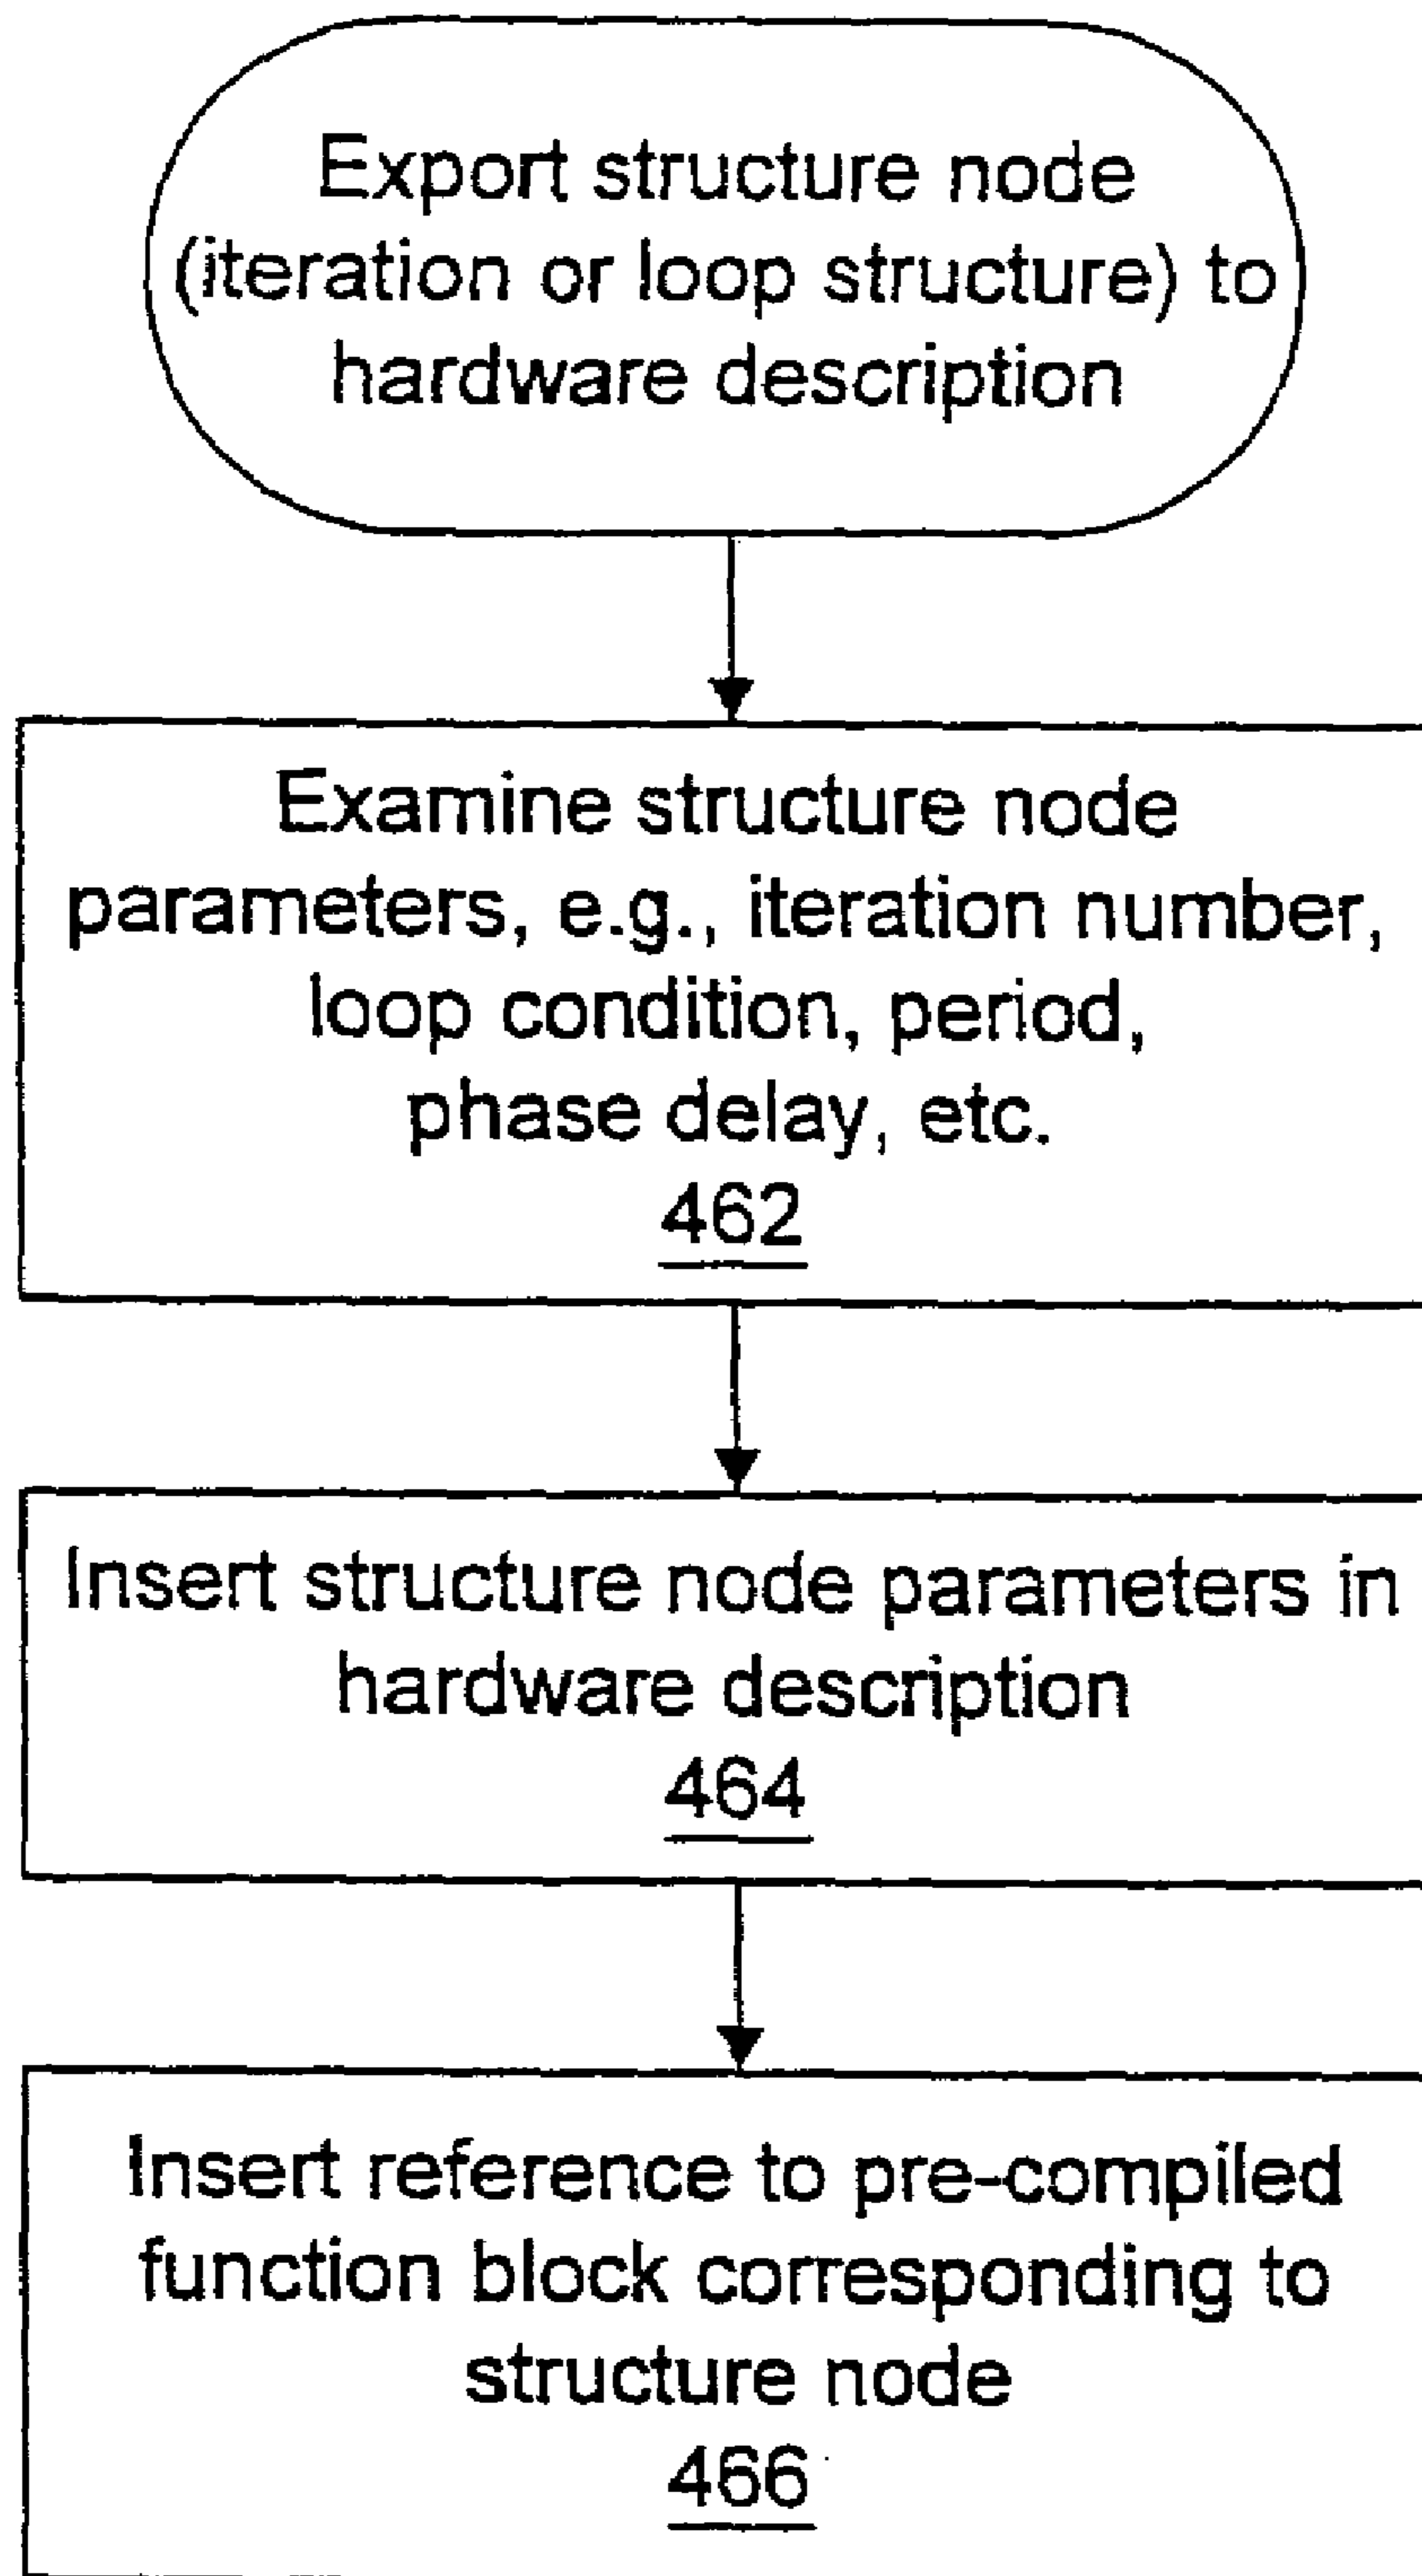 Export structure node
(iteration or loop structure) to
hardware description
Examine structure node
parameters, e.g., iteration number,
loop condition, period,
phase delay, etc.
462
Insert structure node parameters in
hardware description
464
Insert reference to pre-compiled
function block corresponding to
structure node
466